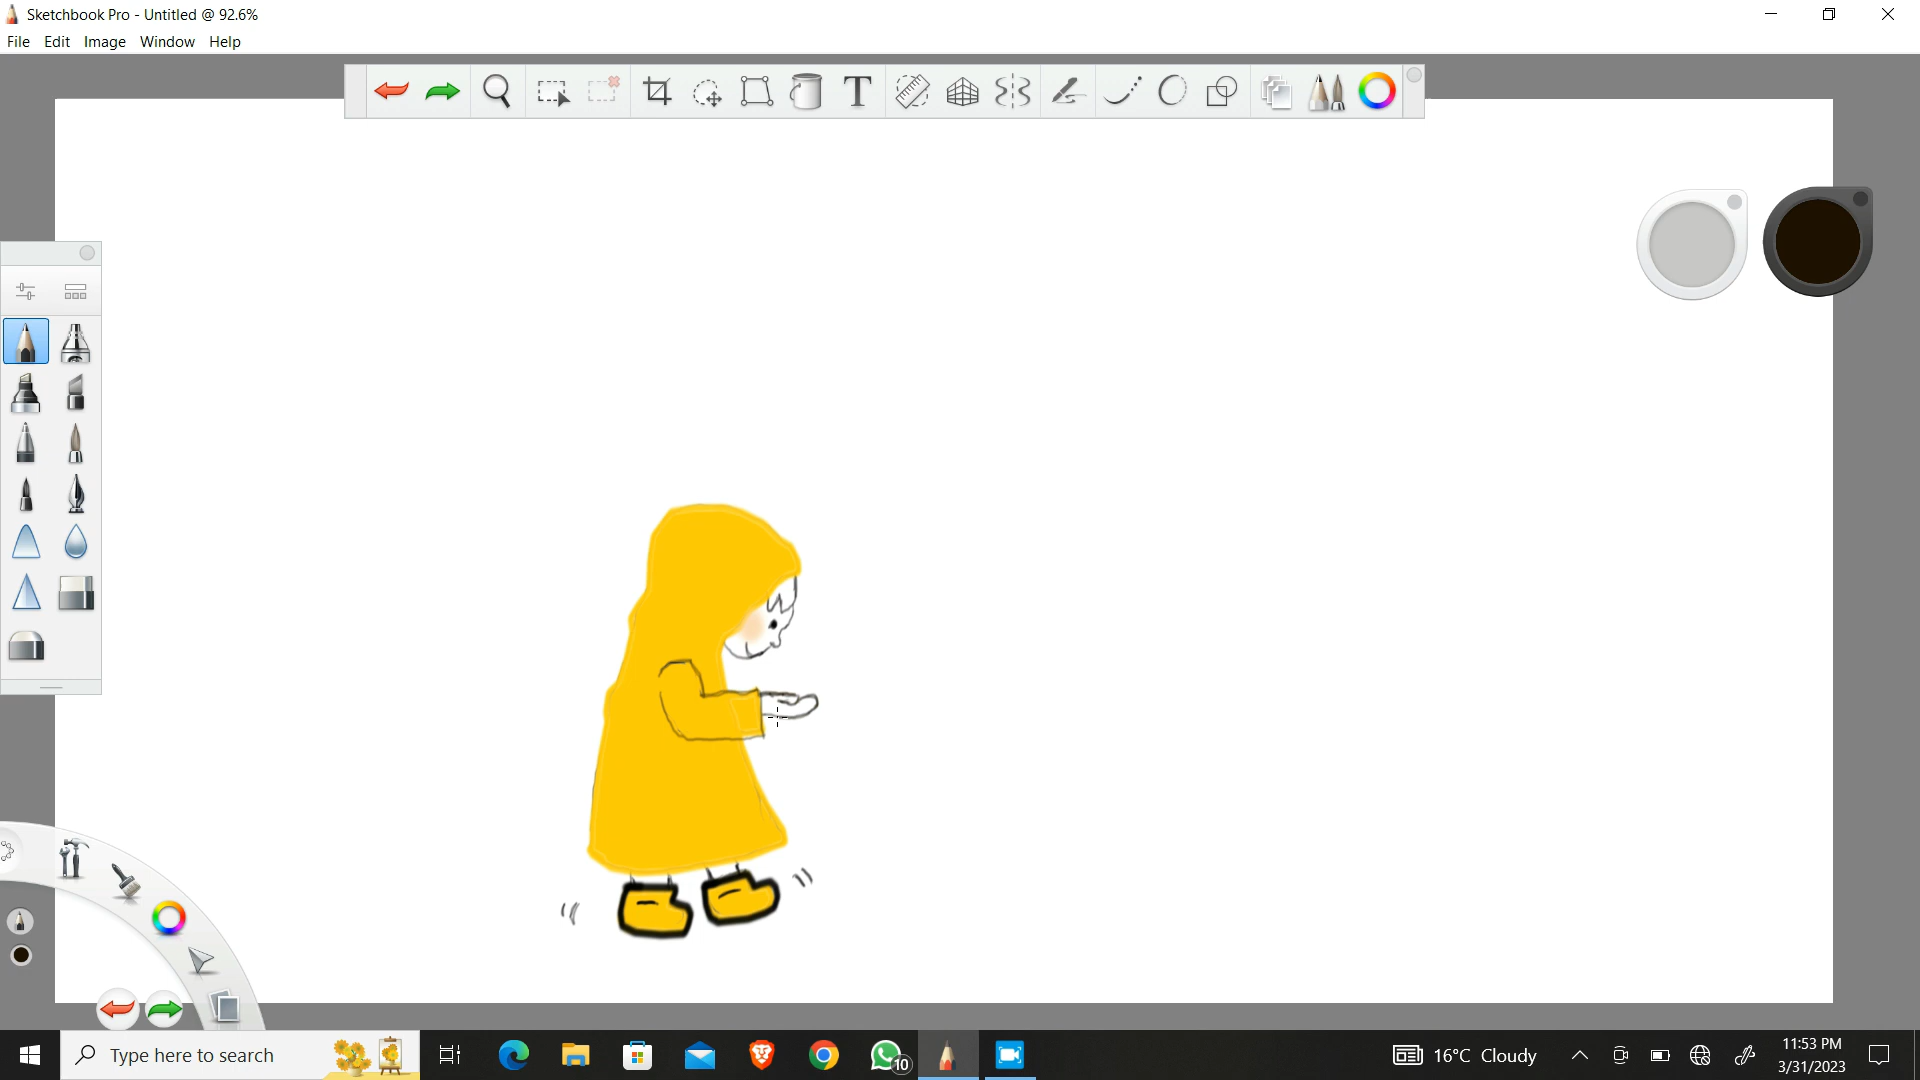 Sketchbook Pro - Untitled @ 92.6%
File Edit Image Window Help
T
Type here to search
10
16°C Cloudy
11:53 PM
3/31/2023